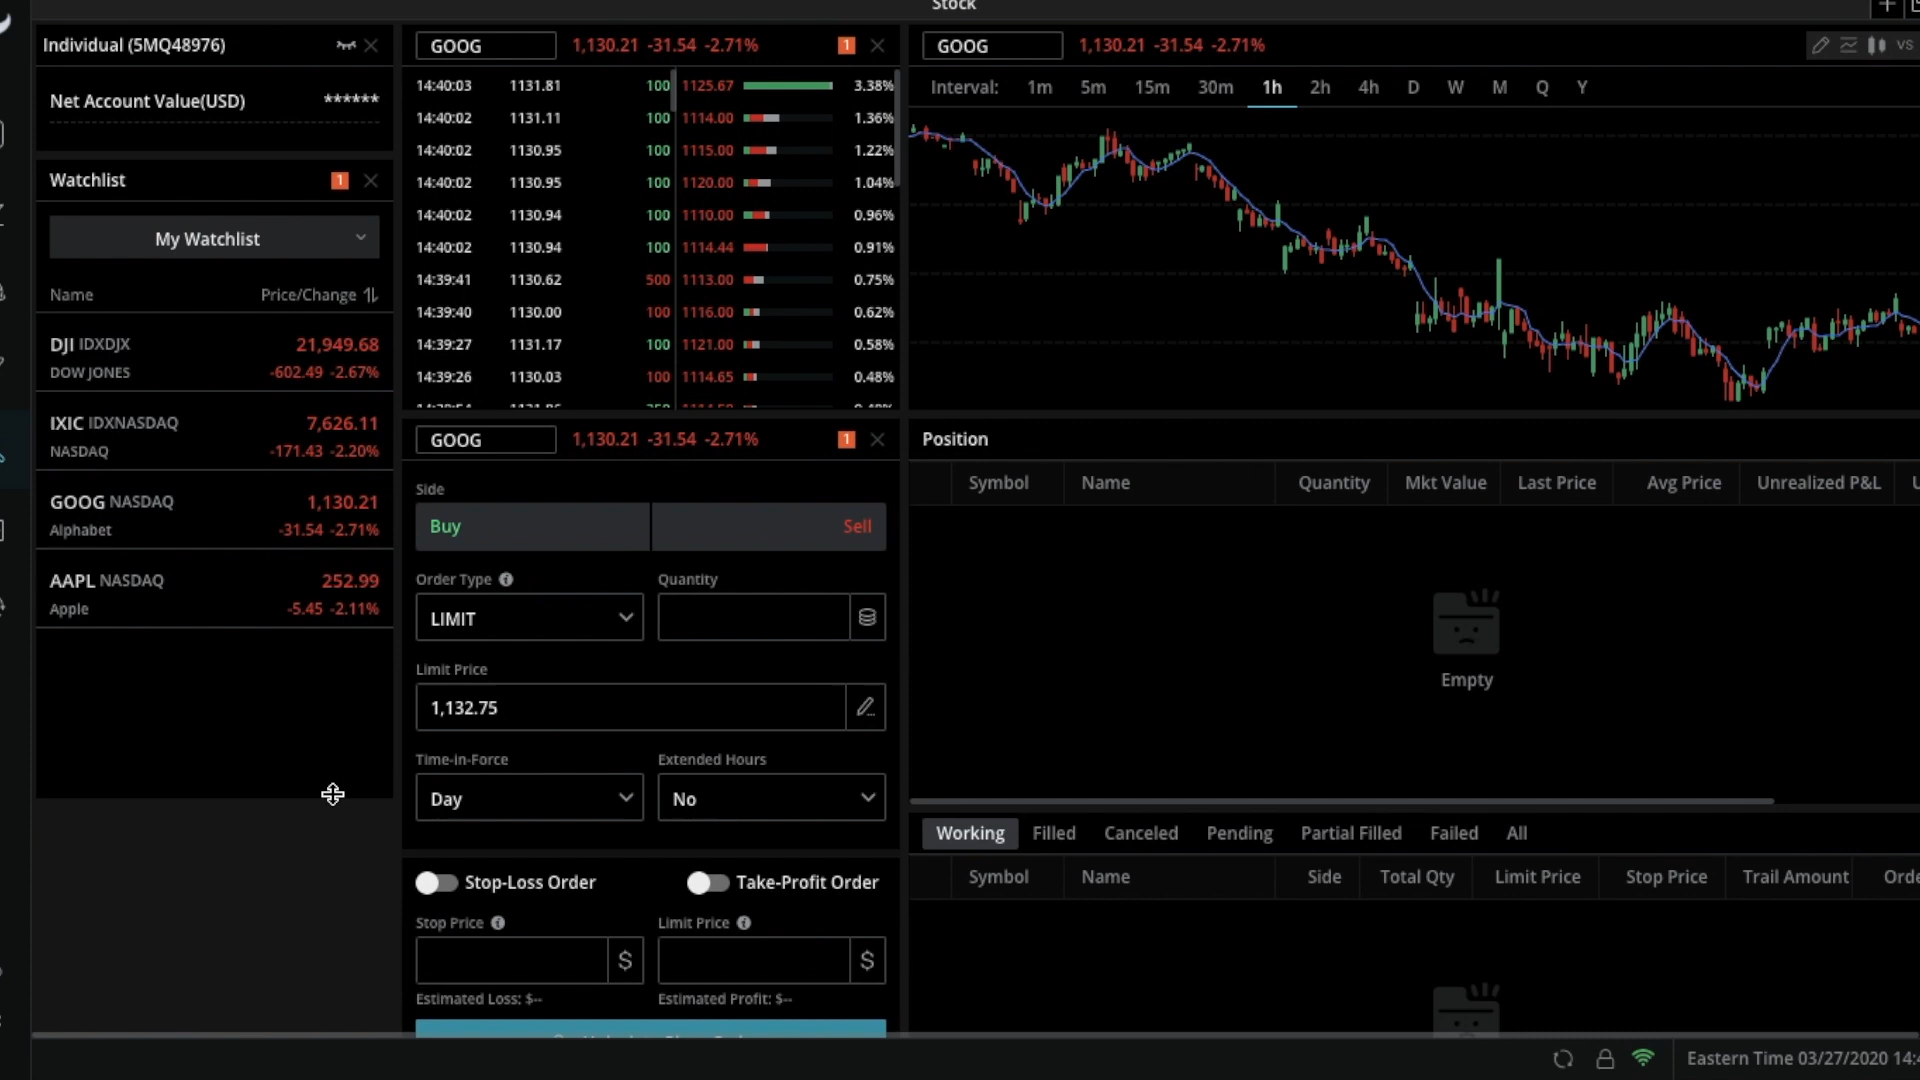 Stock
Individual (5MQ48976)
Net Account Value(USD) ******
Watchlist 1
My Watchlist
Name Price/Change
DJI IDXDJX 21,949.68
DOW JONES -602.49 -2.67%
IXIC IDXNASDAQ 7,626.11
NASDAQ -171.43 -2.20%
GOOG NASDAQ 1,130.21
Alphabet -31.54 -2.71%
AAPL NASDAQ 252.99
Apple -5.45 -2.11%
GOOG 1,130.21 -31.54 -2.71% 1
14:40:03 1131.81 100 1125.67 3.38%
14:40:02 1131.11 100 1114.00 1.36%
14:40:02 1130.95 100 1115.00 1.22%
14:40:02 1130.95 100 1120.00 1.04%
14:40:02 1130.94 100 1110.00 0.96%
14:40:02 1130.94 100 1114.44 0.91%
14:39:41 1130.62 500 1113.00 0.75%
14:39:40 1130.00 100 1116.00 0.62%
14:39:27 1131.17 100 1121.00 0.58%
14:39:26 1130.03 100 1114.65 0.48%
GOOG 1,130.21 -31.54 -2.71% 1
Side
Buy Sell
Order Type Quantity
LIMIT
Limit Price
1,132.75
Time-in-Force Extended Hours
Day No
Stop-Loss Order Take-Profit Order
Stop Price Limit Price
$ $
Estimated Loss: $-- Estimated Profit: $--
GOOG 1,130.21 -31.54 -2.71% VS
Interval: 1m 5m 15m 30m 1h 2h 4h D W M Q Y
Position
Symbol Name Quantity Mkt Value Last Price Avg Price Unrealized P&L
Empty
Working Filled Canceled Pending Partial Filled Failed All
Symbol Name Side Total Qty Limit Price Stop Price Trail Amount Orde
Eastern Time 03/27/2020 14:4